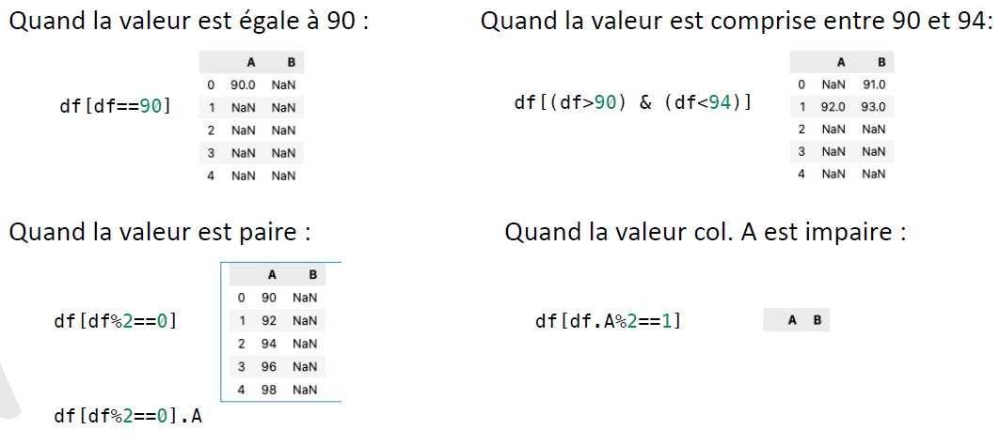 Quand la valeur est égale à 90 :
df[df==90]
A B
0 90.0 NaN
1 NaN NaN
2 NaN NaN
3 NaN NaN
4 NaN NaN
Quand la valeur est comprise entre 90 et 94:
df[(df>90) & (df<94)]
A B
0 NaN 91.0
1 92.0 93.0
2 NaN NaN
3 NaN NaN
4 NaN NaN
Quand la valeur est paire :
df[df%2==0]
A B
0 90 NaN
1 92 NaN
2 94 NaN
3 96 NaN
4 98 NaN
df[df%2==0].A
Quand la valeur col. A est impaire :
df[df.A%2==1]
A B